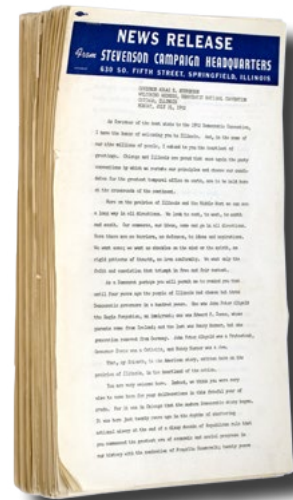 NEWS RELEASE
From STEVENSON CAMPAIGN HEADQUARTERS
630 SO. FIFTH STREET, SPRINGFIELD, ILLINOIS
GOVERNOR ADLAI E. STEVENSON
WELCOMING ADDRESS, DEMOCRATIC NATIONAL CONVENTION
CHICAGO, ILLINOIS
MONDAY, JULY 21, 1952
As Governor of the host state to the 1952 Democratic Convention,
I have the honor of welcoming you to Illinois. And, in the name of
our nine millions of people, I extend to you the heartiest of
greetings. Chicago and Illinois are proud that once again the party
conventions by which we restate our principles and choose our candi-
dates for the greatest temporal office on earth, are to be held here
at the crossroads of the continent.
Here on the prairies of Illinois and the Middle West we can see
a long way in all directions. We look to east, to west, to north
and south. Our commerce, our ideas, come and go in all directions.
Here there are no barriers, no defenses, to ideas and aspirations.
We want none; we want no shackles on the mind or the spirit, no
rigid patterns of thought, no iron conformity. We want only the
faith and conviction that triumph in free and fair contest.
As a Democrat perhaps you will permit me to remind you that
until four years ago the people of Illinois had chosen but three
Democratic governors in a hundred years. One was John Peter Altgeld
the Eagle Forgotten, an immigrant; one was Edward F. Dunne, whose
parents came from Ireland; and the last was Henry Horner, but one
generation removed from Germany. John Peter Altgeld was a Protestant,
Governor Dunne was a Catholic, and Henry Horner was a Jew.
That, my friends, is the American story, written here on the
prairies of Illinois, in the heartland of the nation.
You are very welcome here. Indeed, we think you were very
wise to come here for your deliberations in this fateful year of
grace. For it was in Chicago that the modern Democratic story began.
It was here just twenty years ago in the depths of shattering
national misery at the end of a dizzy decade of Republican rule that
you commenced the greatest era of economic and social progress in
our history with the nomination of Franklin Roosevelt; twenty years